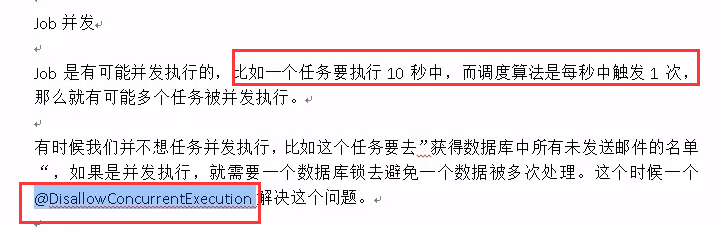 Job 并发
Job 是有可能并发执行的，比如一个任务要执行 10 秒中，而调度算法是每秒中触发 1 次，
那么就有可能多个任务被并发执行。
有时候我们并不想任务并发执行，比如这个任务要去”获得数据库中所有未发送邮件的名单
“，如果是并发执行，就需要一个数据库锁去避免一个数据被多次处理。这个时候一个
@DisallowConcurrentExecution 解决这个问题。